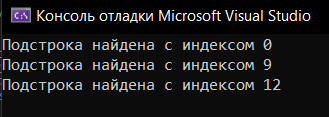 Консоль отладки Microsoft Visual Studio
Подстрока найдена с индексом 0
Подстрока найдена с индексом 9
Подстрока найдена с индексом 12